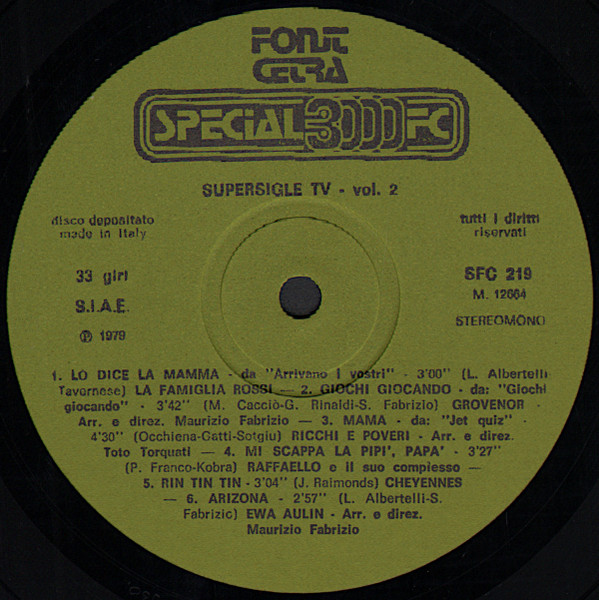 FONIT
CETRA
SPECIAL 3000 FC
SUPERSIGLE TV - vol. 2
disco depositato
made in Italy
tutti i diritti
riservati
33 giri
S.I.A.E.
℗ 1979
SFC 219
M. 12664
STEREOMONO
1. LO DICE LA MAMMA - da "Arrivano i vostri" - 3'00" (L. Albertelli
Tavernese) LA FAMIGLIA ROSSI — 2. GIOCHI GIOCANDO - da: "Giochi
giocando" - 3'42" (M. Cacciò-G. Rinaldi-S. Fabrizio) GROVENOR -
Arr. e direz. Maurizio Fabrizio — 3. MAMA - da: "Jet quiz" -
4'30" (Occhiena-Gatti-Sotgiu) RICCHI E POVERI - Arr. e direz.
Toto Torquati — 4. MI SCAPPA LA PIPI', PAPA' - 3'27"
(P. Franco-Kobra) RAFFAELLO e il suo complesso —
5. RIN TIN TIN - 3'04" (J. Raimonds) CHEYENNES
— 6. ARIZONA - 2'57" (L. Albertelli-S.
Fabrizio) EWA AULIN - Arr. e direz.
Maurizio Fabrizio